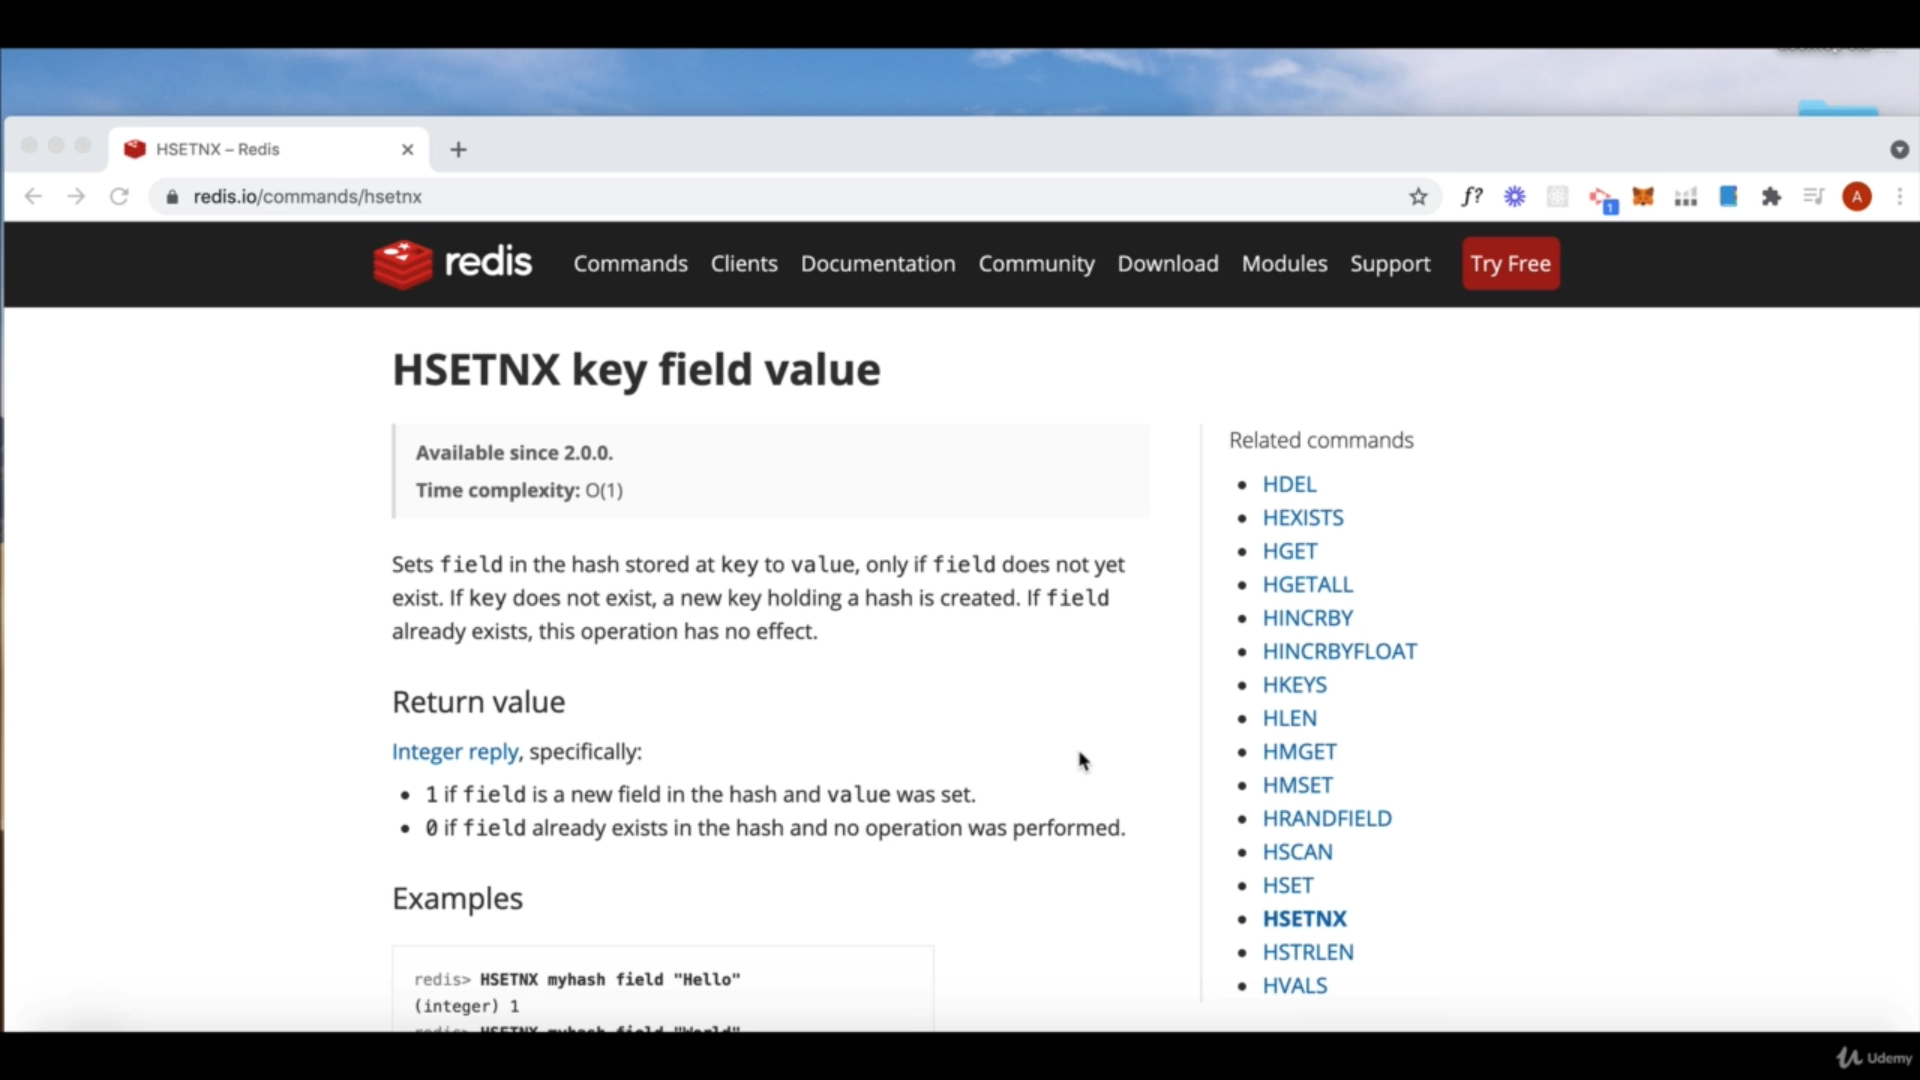 HSETNX – Redis
redis.io/commands/hsetnx
f?
1
A
redis
Commands
Clients
Documentation
Community
Download
Modules
Support
Try Free
HSETNX key field value
Available since 2.0.0.
Time complexity: O(1)
Sets field in the hash stored at key to value, only if field does not yet
exist. If key does not exist, a new key holding a hash is created. If field
already exists, this operation has no effect.
Return value
Integer reply, specifically:
• 1 if field is a new field in the hash and value was set.
• 0 if field already exists in the hash and no operation was performed.
Examples
redis> HSETNX myhash field "Hello"
(integer) 1
redis> HSETNX myhash field "World"
Related commands
• HDEL
• HEXISTS
• HGET
• HGETALL
• HINCRBY
• HINCRBYFLOAT
• HKEYS
• HLEN
• HMGET
• HMSET
• HRANDFIELD
• HSCAN
• HSET
• HSETNX
• HSTRLEN
• HVALS
Udemy